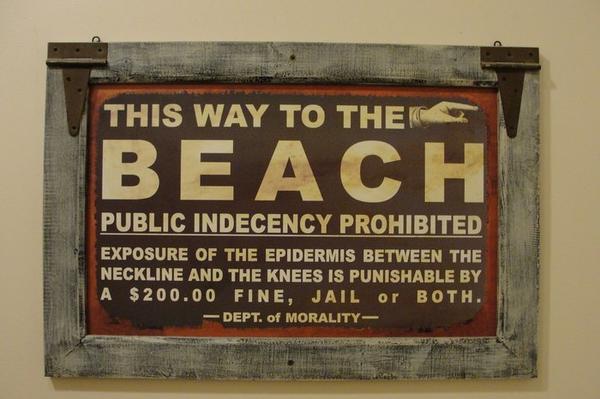 THIS WAY TO THE
BEACH
PUBLIC INDECENCY PROHIBITED
EXPOSURE OF THE EPIDERMIS BETWEEN THE
NECKLINE AND THE KNEES IS PUNISHABLE BY
A $200.00 FINE, JAIL or BOTH.
— DEPT. of MORALITY —